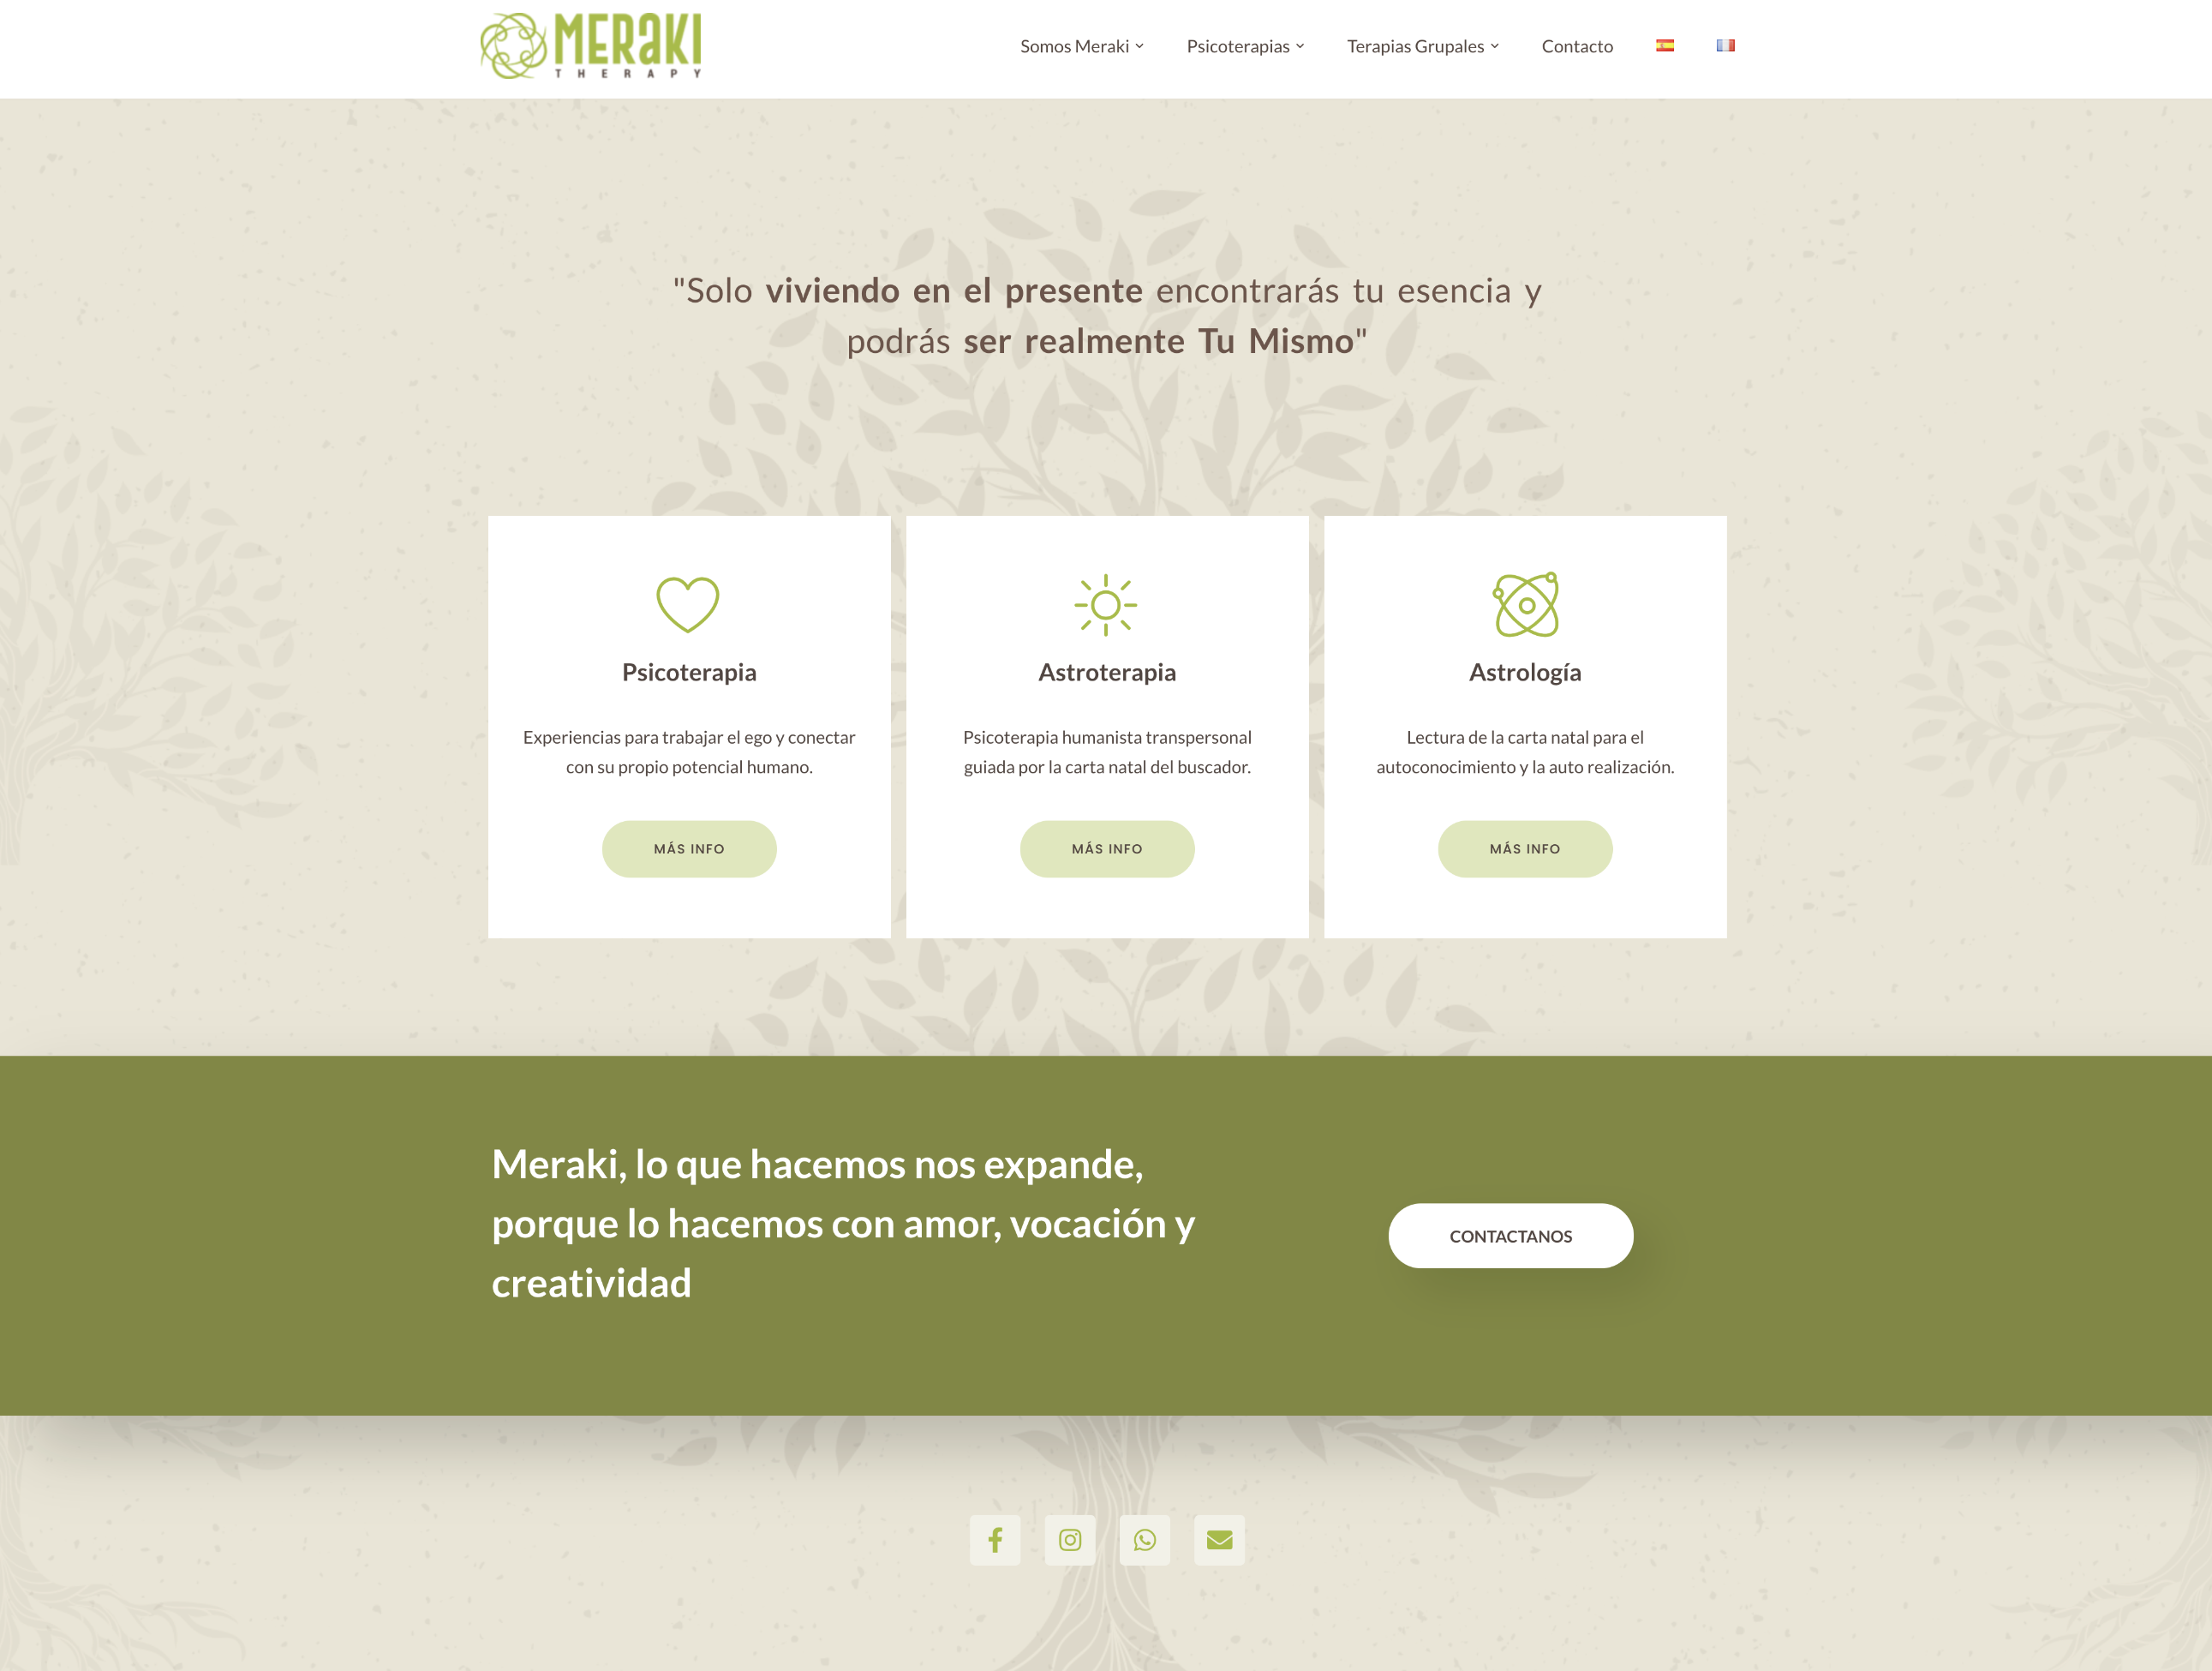 MERAKI
THERAPY
Somos Meraki Psicoterapias Terapias Grupales Contacto
"Solo viviendo en el presente encontrarás tu esencia y
podrás ser realmente Tu Mismo"
Psicoterapia
Experiencias para trabajar el ego y conectar
con su propio potencial humano.
MÁS INFO
Astroterapia
Psicoterapia humanista transpersonal
guiada por la carta natal del buscador.
MÁS INFO
Astrología
Lectura de la carta natal para el
autoconocimiento y la auto realización.
MÁS INFO
Meraki, lo que hacemos nos expande,
porque lo hacemos con amor, vocación y
creatividad
CONTACTANOS